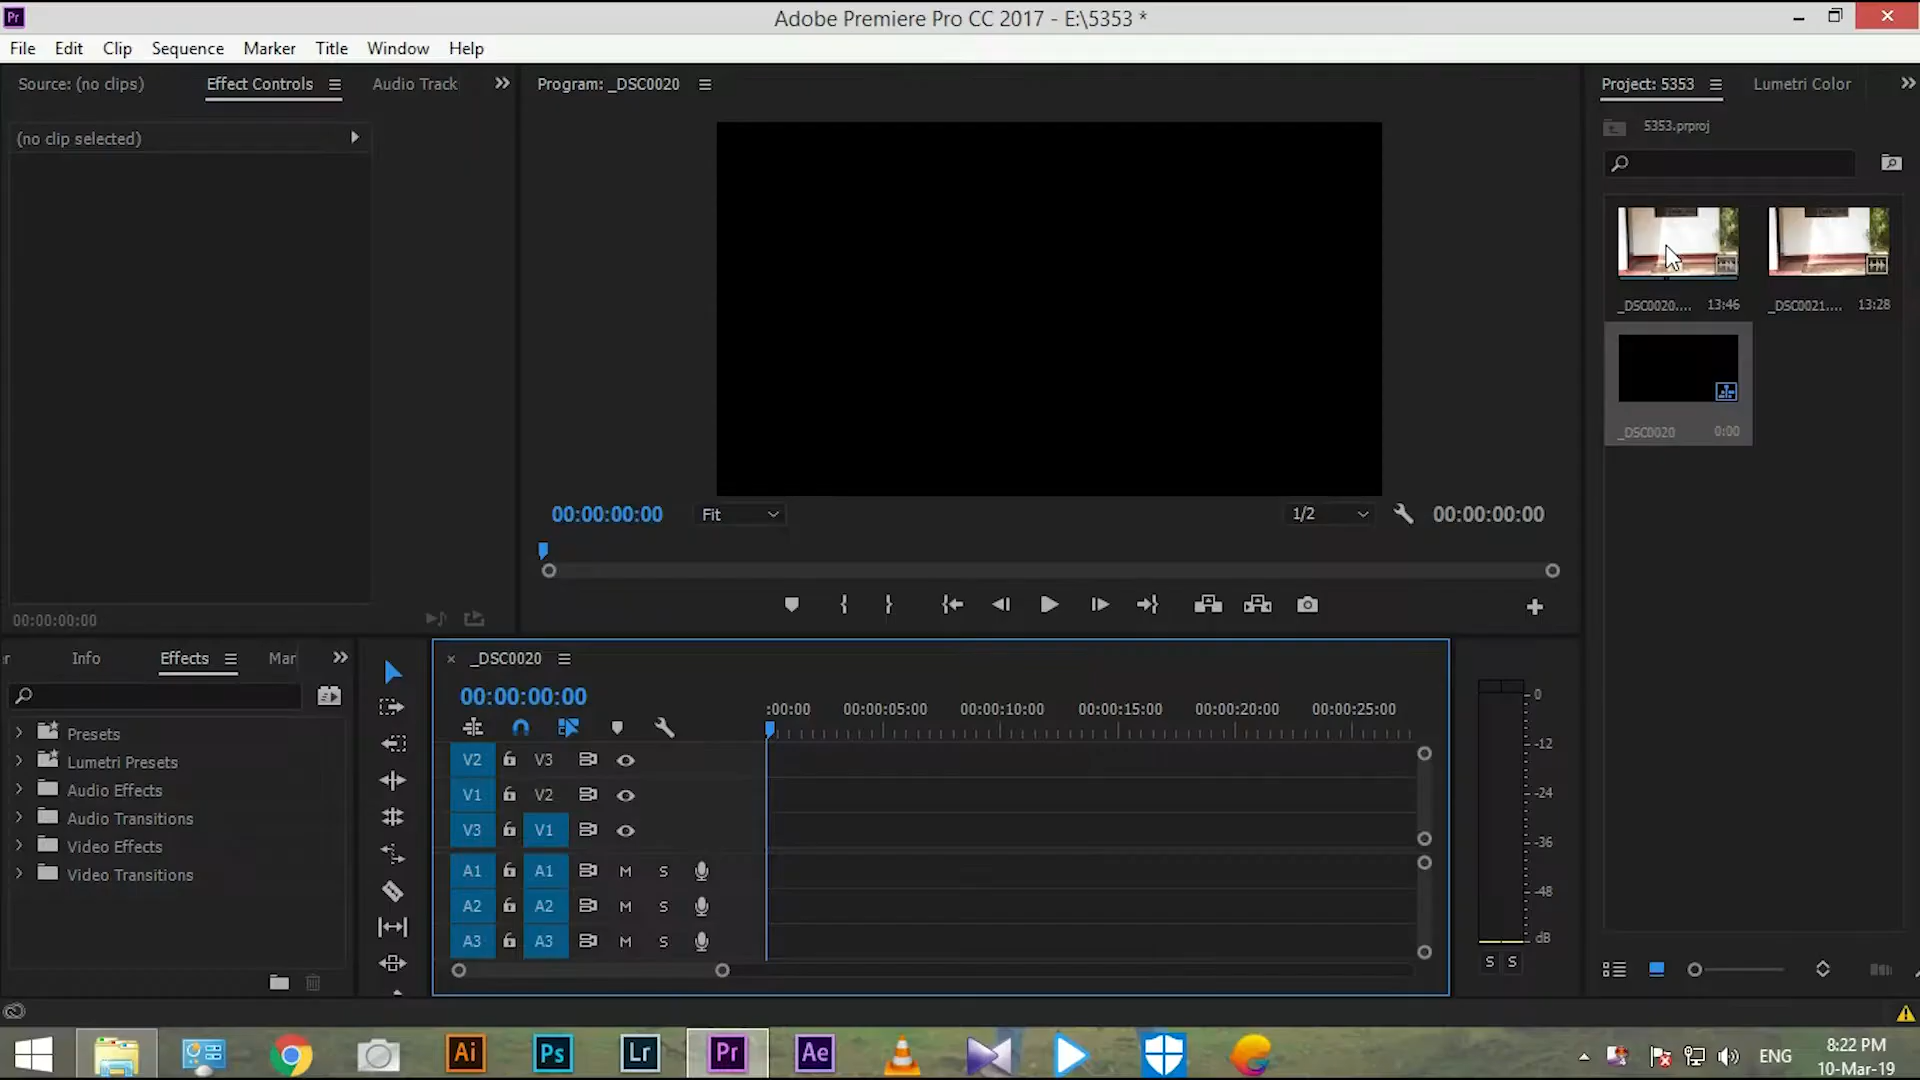 Pr
Adobe Premiere Pro CC 2017 - E:\5353 *
File Edit Clip Sequence Marker Title Window Help
Source: (no clips) Effect Controls Audio Track
Program: _DSC0020
Project: 5353 Lumetri Color
(no clip selected)
5353.prproj
_DSC0020.... 13:46 _DSC0021.... 13:28
_DSC0020 0:00
00:00:00:00 Fit 1/2 00:00:00:00
00:00:00:00
r Info Effects Mar
Presets
Lumetri Presets
Audio Effects
Audio Transitions
Video Effects
Video Transitions
_DSC0020
00:00:00:00
:00:00 00:00:05:00 00:00:10:00 00:00:15:00 00:00:20:00 00:00:25:00
V2 V3
V1 V2
V3 V1
A1 A1 M S
A2 A2 M S
A3 A3 M S
0
-12
-24
-36
-48
dB
S S
Ai Ps Lr Pr Ae
ENG
8:22 PM
10-Mar-19